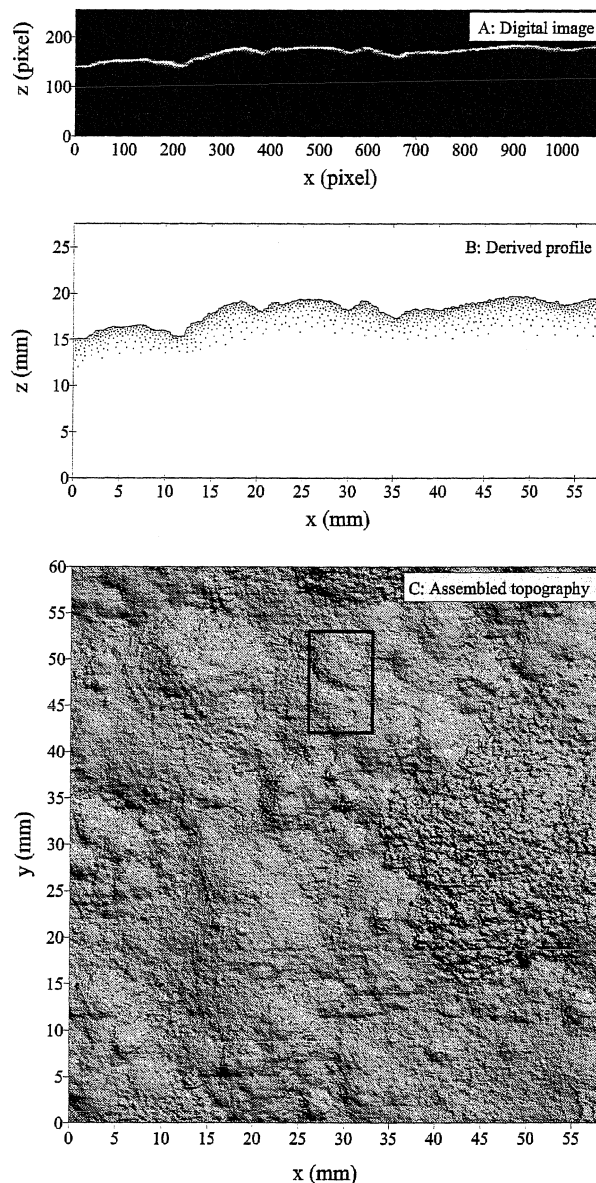 A: Digital image
z (pixel)
200
100
0
0 100 200 300 400 500 600 700 800 900 1000
x (pixel)
B: Derived profile
z (mm)
25
20
15
10
5
0
0 5 10 15 20 25 30 35 40 45 50 55
x (mm)
C: Assembled topography
y (mm)
60
55
50
45
40
35
30
25
20
15
10
5
0
0 5 10 15 20 25 30 35 40 45 50 55
x (mm)